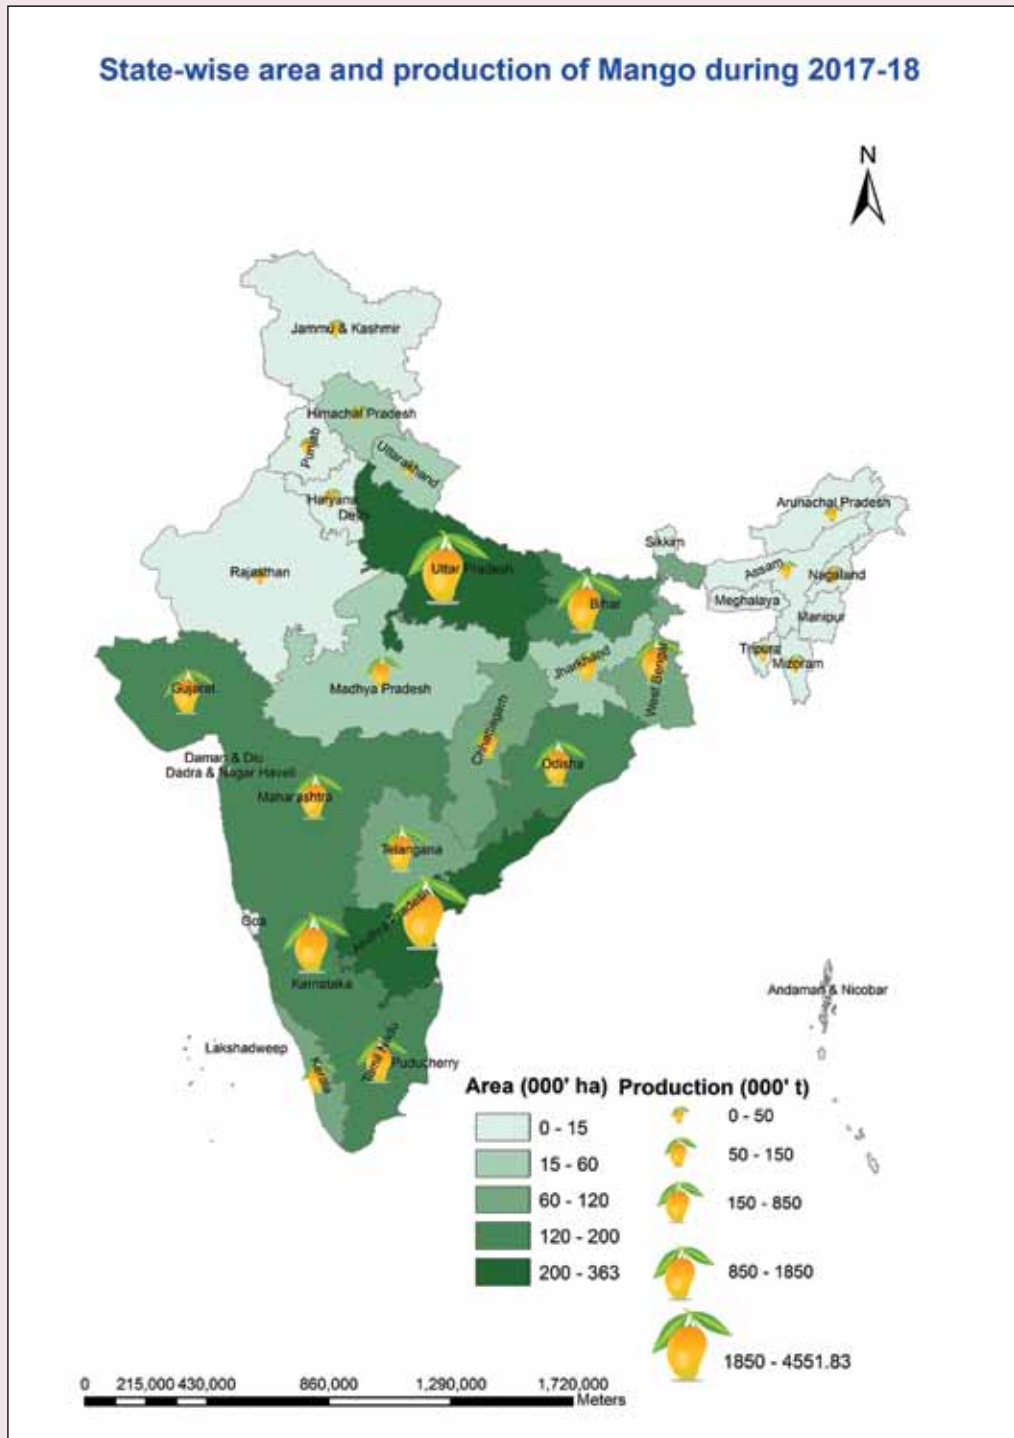 State-wise area and production of Mango during 2017-18
N
Jammu & Kashmir
Himachal Pradesh
Punjab
Uttarakhand
Haryana
Delhi
Arunachal Pradesh
Sikkim
Rajasthan
Uttar Pradesh
Assam
Nagaland
Bihar
Meghalaya
Manipur
Tripura
Mizoram
Jharkhand
West Bengal
Gujarat
Madhya Pradesh
Chhattisgarh
Daman & Diu
Dadra & Nagar Haveli
Odisha
Maharashtra
Telangana
Andhra Pradesh
Goa
Karnataka
Andaman & Nicobar
Lakshadweep
Kerala
Tamil Nadu
Puducherry
Area (000' ha) Production (000' t)
0 - 15
15 - 60
60 - 120
120 - 200
200 - 363
0 - 50
50 - 150
150 - 850
850 - 1850
1850 - 4551.83
0 215,000 430,000 860,000 1,290,000 1,720,000
Meters